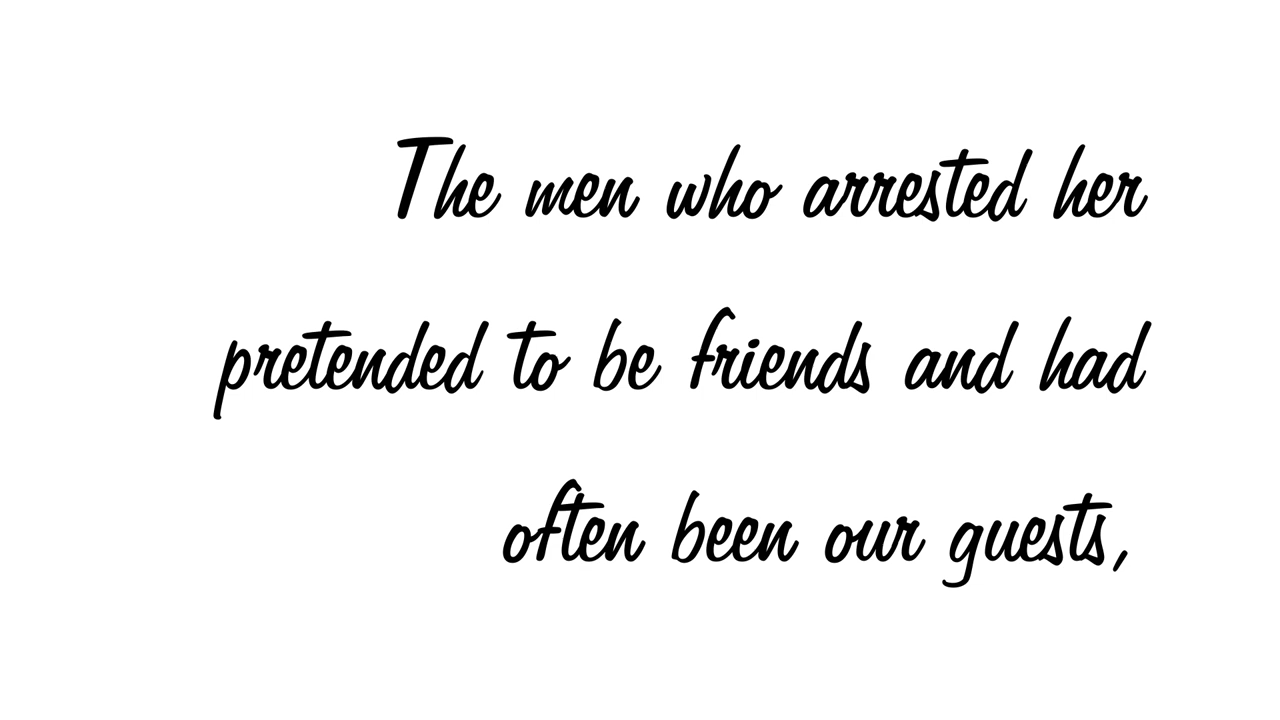 The men who arrested her
pretended to be friends and had
often been our guests,